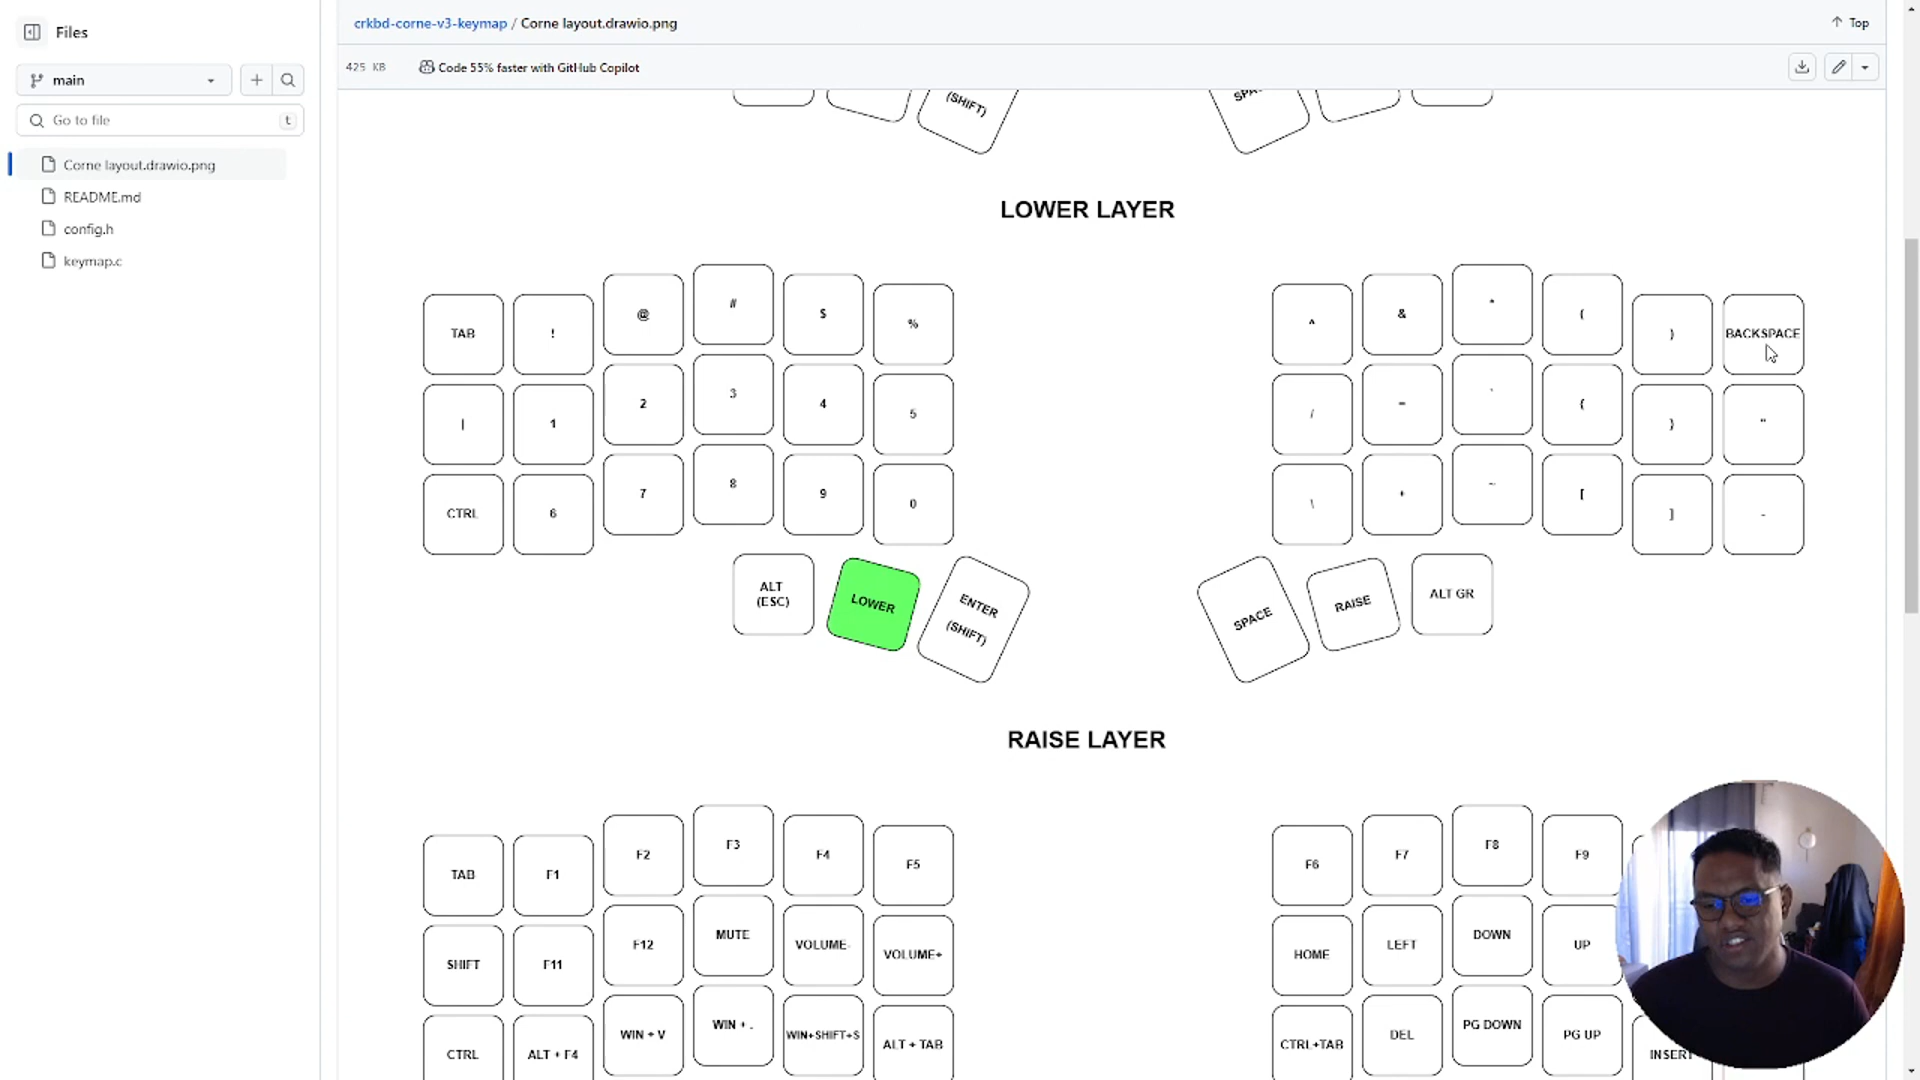 Files
crkbd-corne-v3-keymap / Corne layout.drawio.png
Top
main
425 KB
Code 55% faster with GitHub Copilot
Go to file
t
Corne layout.drawio.png
README.md
config.h
keymap.c
(SHIFT)
LOWER LAYER
TAB ! @ # $ %
^ & * ( ) BACKSPACE
| 1 2 3 4 5
/ = ` { } "
CTRL 6 7 8 9 0
\ + ~ [ ] -
ALT
(ESC)
LOWER
ENTER
(SHIFT)
SPACE
RAISE
ALT GR
RAISE LAYER
TAB F1 F2 F3 F4 F5
F6 F7 F8 F9
SHIFT F11 F12 MUTE VOLUME- VOLUME+
HOME LEFT DOWN UP
CTRL ALT + F4 WIN + V WIN + . WIN+SHIFT+S ALT + TAB
CTRL+TAB DEL PG DOWN PG UP INSERT